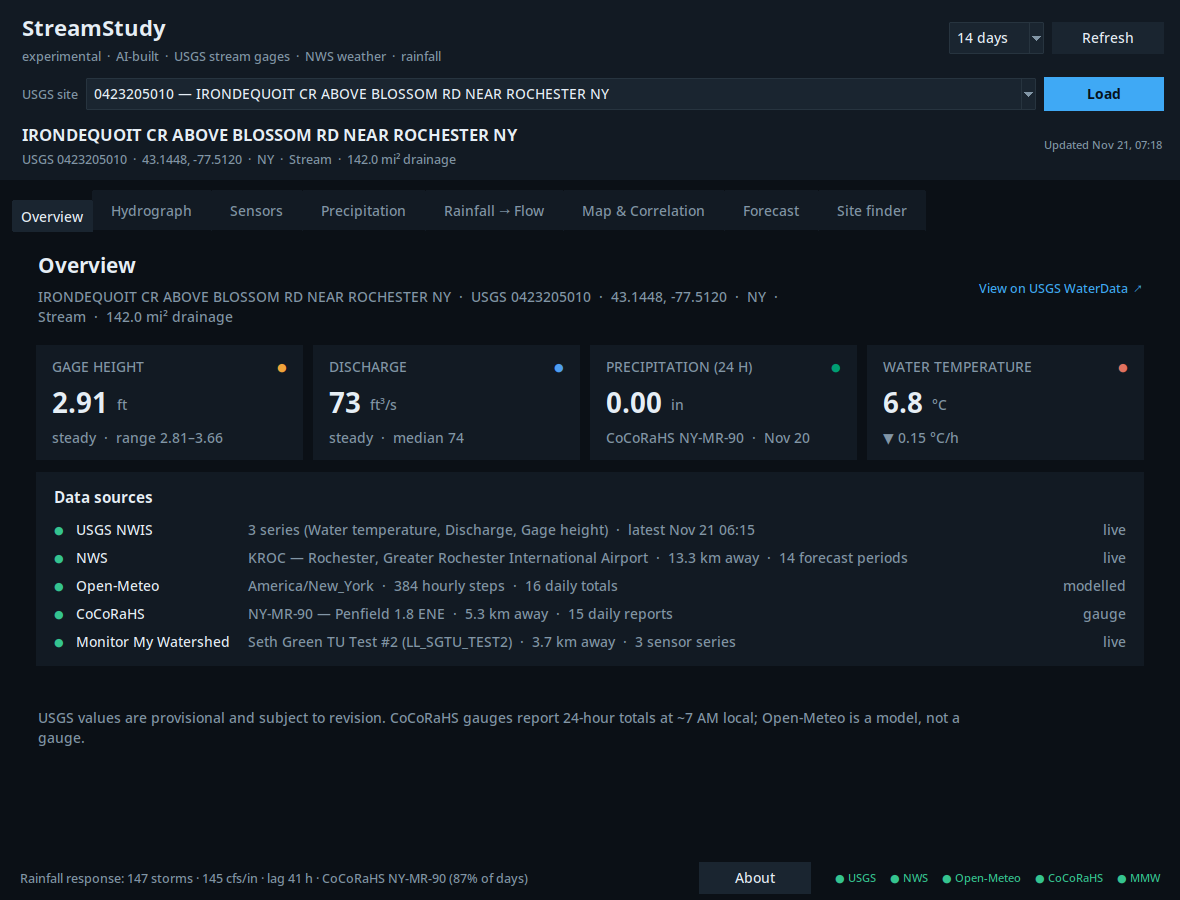 StreamStudy
experimental · AI-built · USGS stream gages · NWS weather · rainfall
14 days
Refresh
USGS site
0423205010 — IRONDEQUOIT CR ABOVE BLOSSOM RD NEAR ROCHESTER NY
Load
IRONDEQUOIT CR ABOVE BLOSSOM RD NEAR ROCHESTER NY
USGS 0423205010 · 43.1448, -77.5120 · NY · Stream · 142.0 mi² drainage
Updated Nov 21, 07:18
Overview Hydrograph Sensors Precipitation Rainfall → Flow Map & Correlation Forecast Site finder
Overview
IRONDEQUOIT CR ABOVE BLOSSOM RD NEAR ROCHESTER NY · USGS 0423205010 · 43.1448, -77.5120 · NY ·
Stream · 142.0 mi² drainage
View on USGS WaterData ↗
GAGE HEIGHT
2.91 ft
steady · range 2.81–3.66
DISCHARGE
73 ft³/s
steady · median 74
PRECIPITATION (24 H)
0.00 in
CoCoRaHS NY-MR-90 · Nov 20
WATER TEMPERATURE
6.8 °C
▼ 0.15 °C/h
Data sources
USGS NWIS 3 series (Water temperature, Discharge, Gage height) · latest Nov 21 06:15 live
NWS KROC — Rochester, Greater Rochester International Airport · 13.3 km away · 14 forecast periods live
Open-Meteo America/New_York · 384 hourly steps · 16 daily totals modelled
CoCoRaHS NY-MR-90 — Penfield 1.8 ENE · 5.3 km away · 15 daily reports gauge
Monitor My Watershed Seth Green TU Test #2 (LL_SGTU_TEST2) · 3.7 km away · 3 sensor series live
USGS values are provisional and subject to revision. CoCoRaHS gauges report 24-hour totals at ~7 AM local; Open-Meteo is a model, not a
gauge.
Rainfall response: 147 storms · 145 cfs/in · lag 41 h · CoCoRaHS NY-MR-90 (87% of days)
About
USGS NWS Open-Meteo CoCoRaHS MMW